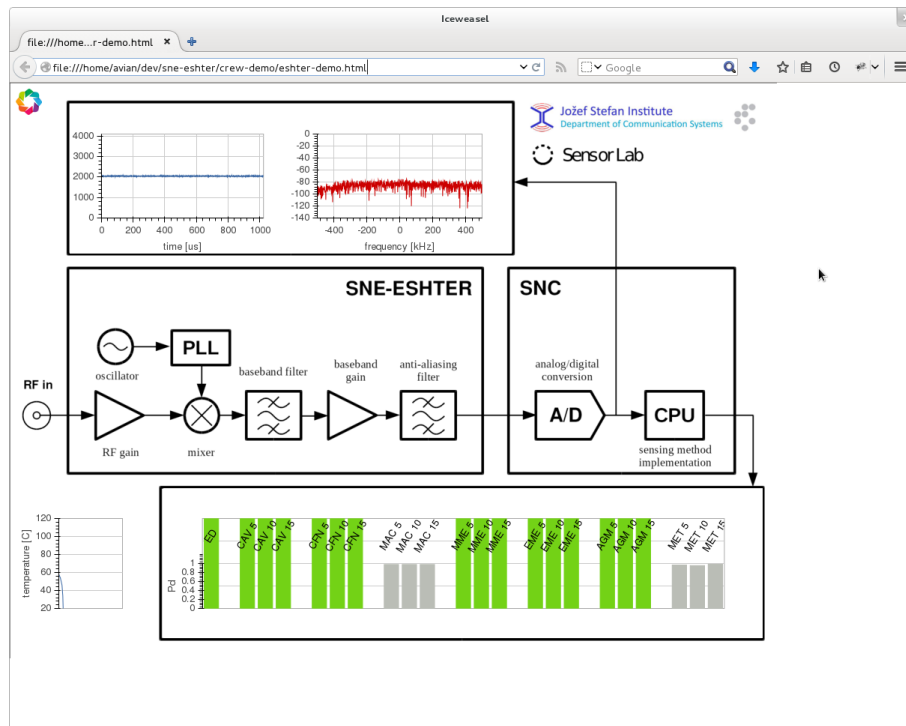 Iceweasel
file:///home...r-demo.html
file:///home/avian/dev/sne-eshter/crew-demo/eshter-demo.html
Google
Jožef Stefan Institute
Department of Communication Systems
SensorLab
4000
3000
2000
1000
0
0 200 400 600 800 1000
time [us]
0
-20
-40
-60
-80
-100
-120
-140
-400 -200 0 200 400
frequency [kHz]
SNE-ESHTER
SNC
PLL
oscillator
baseband filter
baseband
gain
anti-aliasing
filter
analog/digital
conversion
RF in
A/D
CPU
RF gain
mixer
sensing method
implementation
temperature [C]
120
100
80
60
40
20
Pd
1
0.8
0.6
0.4
0.2
0
ED
CAV 5
CAV 10
CAV 15
CFN 5
CFN 10
CFN 15
MAC 5
MAC 10
MAC 15
MME 5
MME 10
MME 15
EME 5
EME 10
EME 15
AGM 5
AGM 10
AGM 15
MET 5
MET 10
MET 15